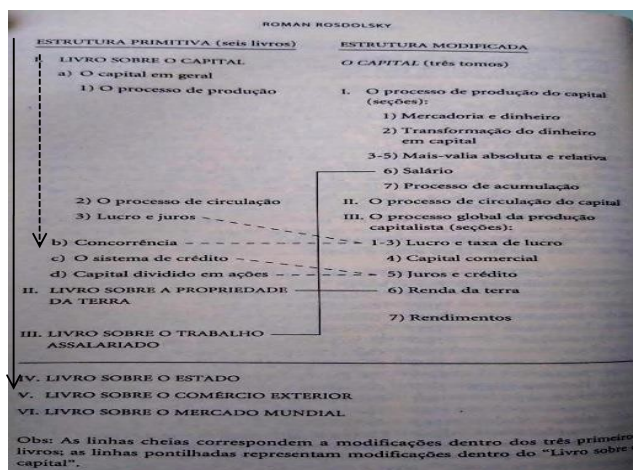 ROMAN ROSDOLSKY
ESTRUTURA PRIMITIVA (seis livros)
I. LIVRO SOBRE O CAPITAL
a) O capital em geral
1) O processo de produção
2) O processo de circulação
3) Lucro e juros
b) Concorrência
c) O sistema de crédito
d) Capital dividido em ações
II. LIVRO SOBRE A PROPRIEDADE
DA TERRA
III. LIVRO SOBRE O TRABALHO
ASSALARIADO
ESTRUTURA MODIFICADA
O CAPITAL (três tomos)
I. O processo de produção do capital
(seções):
1) Mercadoria e dinheiro
2) Transformação do dinheiro
em capital
3-5) Mais-valia absoluta e relativa
6) Salário
7) Processo de acumulação
II. O processo de circulação do capital
III. O processo global da produção
capitalista (seções):
1-3) Lucro e taxa de lucro
4) Capital comercial
5) Juros e crédito
6) Renda da terra
7) Rendimentos
IV. LIVRO SOBRE O ESTADO
V. LIVRO SOBRE O COMÉRCIO EXTERIOR
VI. LIVRO SOBRE O MERCADO MUNDIAL
Obs: As linhas cheias correspondem a modificações dentro dos três primeiro
livros; as linhas pontilhadas representam modificações dentro do "Livro sobre
capital".